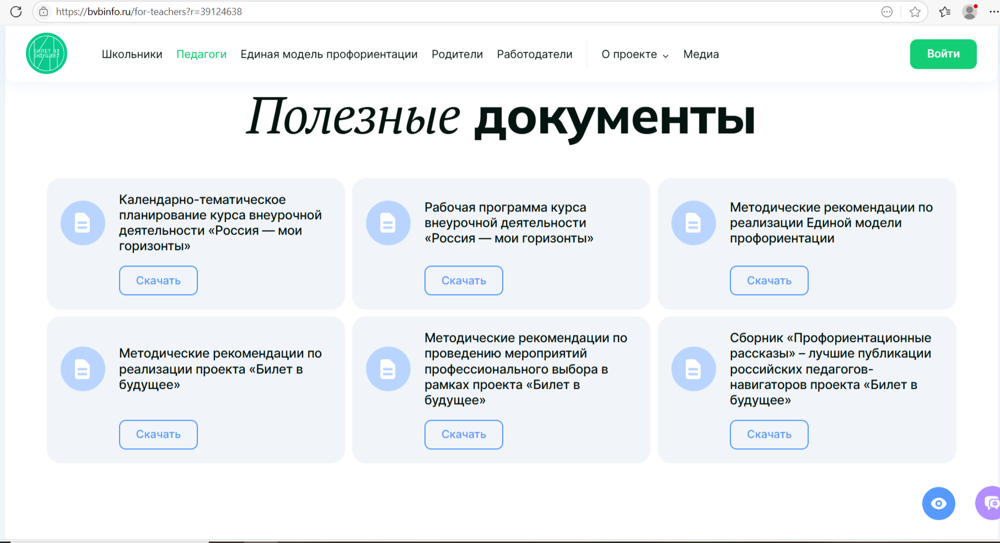 https://bvbinfo.ru/for-teachers?r=39124638
БИЛЕТ В
БУДУЩЕЕ
Школьники Педагоги Единая модель профориентации Родители Работодатели О проекте Медиа Войти
Полезные документы
Календарно-тематическое
планирование курса внеурочной
деятельности «Россия — мои
горизонты»
Скачать
Рабочая программа курса
внеурочной деятельности
«Россия — мои горизонты»
Скачать
Методические рекомендации по
реализации Единой модели
профориентации
Скачать
Методические рекомендации по
реализации проекта «Билет в
будущее»
Скачать
Методические рекомендации по
проведению мероприятий
профессионального выбора в
рамках проекта «Билет в
будущее»
Скачать
Сборник «Профориентационные
рассказы» – лучшие публикации
российских педагогов-
навигаторов проекта «Билет в
будущее»
Скачать